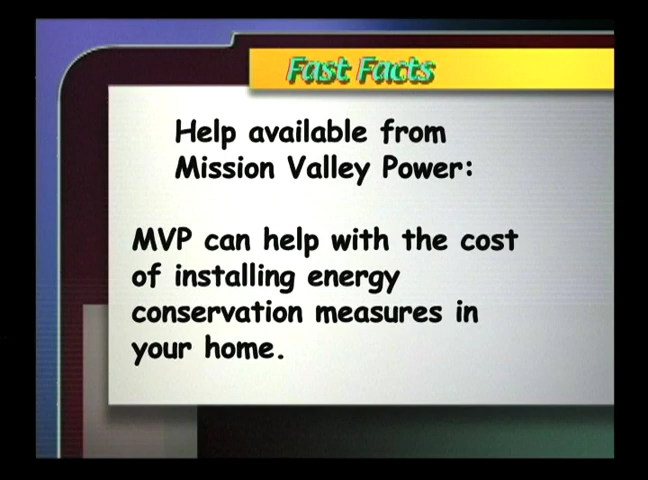 Fast Facts
Help available from
Mission Valley Power:
MVP can help with the cost
of installing energy
conservation measures in
your home.